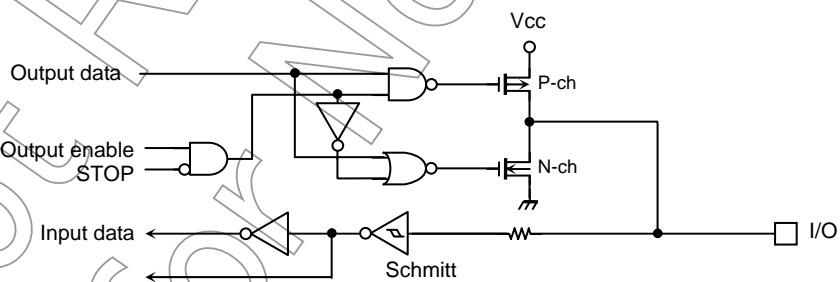 Vcc
Output data
P-ch
Output enable
STOP
N-ch
Input data
I/O
Schmitt